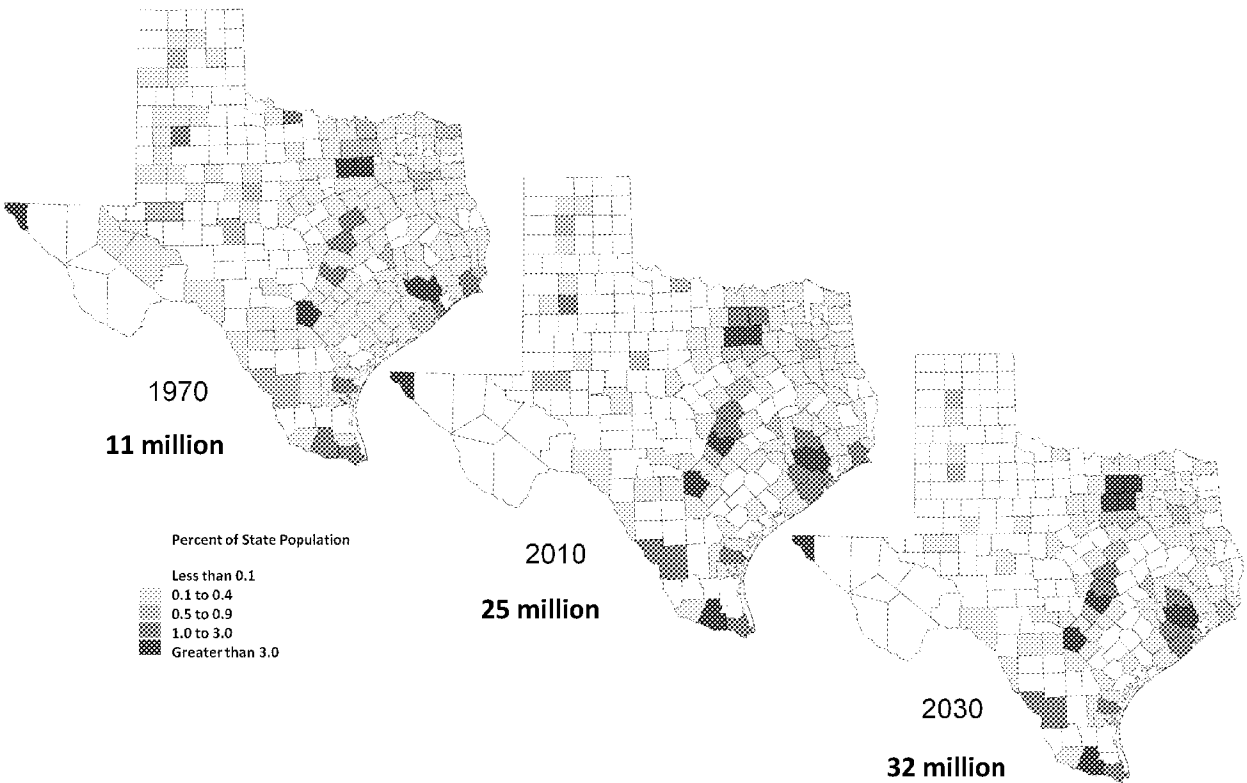 1970
11 million
Percent of State Population
Less than 0.1
0.1 to 0.4
0.5 to 0.9
1.0 to 3.0
Greater than 3.0
2010
25 million
2030
32 million